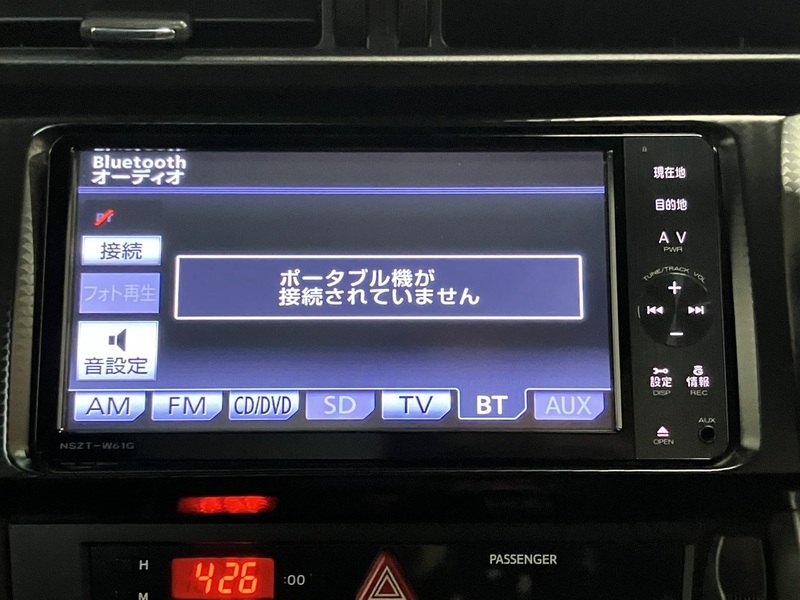 Bluetooth
オーディオ
接続
フォト再生
音設定
ポータブル機が
接続されていません
AM FM CD/DVD SD TV BT AUX
NSZT-W61G
現在地
目的地
A V
PWR
TUNE/TRACK VOL
+
−
設定 情報
DISP REC
AUX
OPEN
H 426 :00
M
PASSENGER